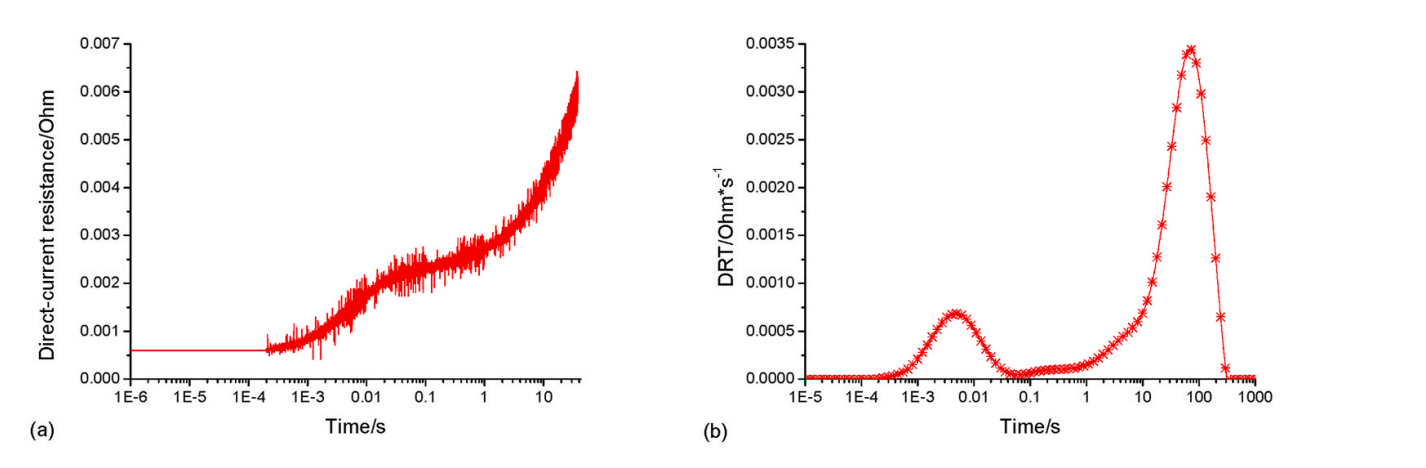 0.007
0.006
0.005
0.004
0.003
0.002
0.001
0.000
Direct-current resistance/Ohm
1E-6 1E-5 1E-4 1E-3 0.01 0.1 1 10
Time/s
(a)
0.0035
0.0030
0.0025
0.0020
0.0015
0.0010
0.0005
0.0000
DRT/Ohm*s⁻¹
1E-5 1E-4 1E-3 0.01 0.1 1 10 100 1000
Time/s
(b)